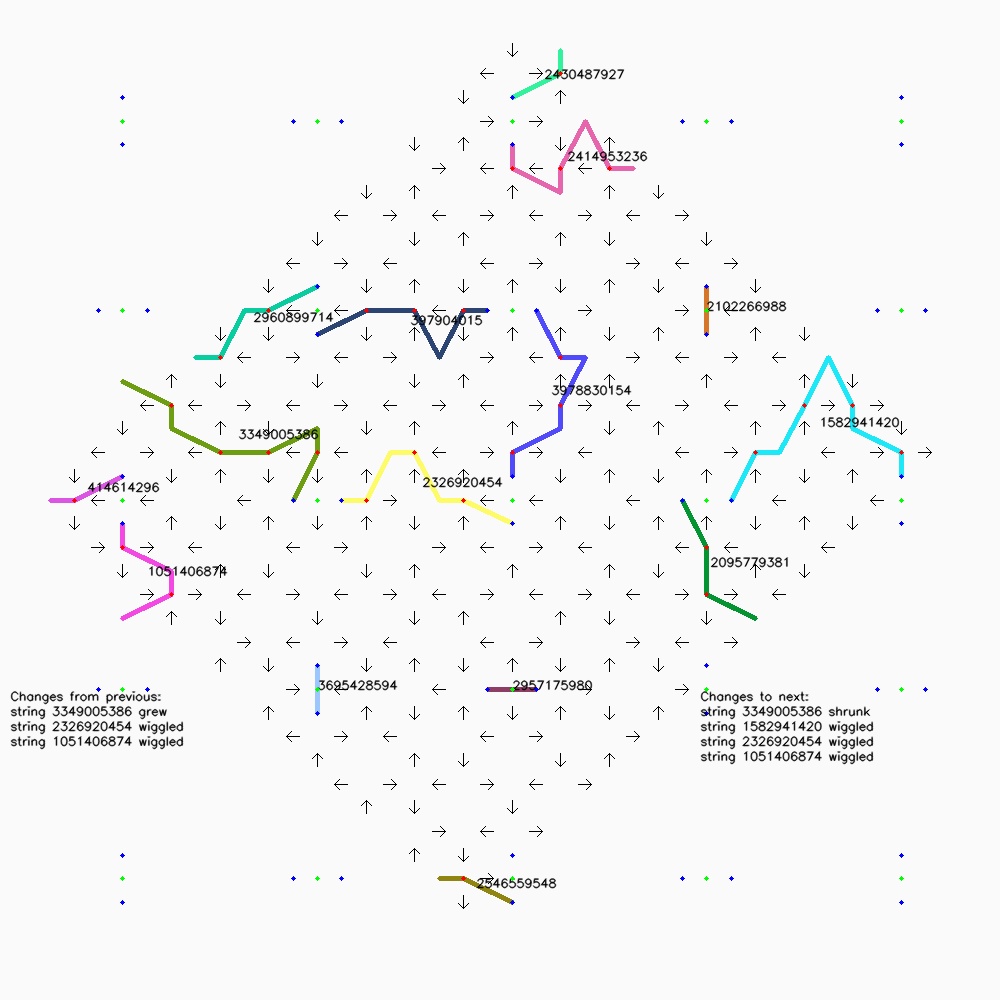 2430487927
2414953236
2102266988
2960899714
397904015
3978830154
1582941420
3349005386
2326920454
414614296
2095779381
1051406874
3695428594
2957175980
Changes from previous:
string 3349005386 grew
string 2326920454 wiggled
string 1051406874 wiggled
Changes to next:
string 3349005386 shrunk
string 1582941420 wiggled
string 2326920454 wiggled
string 1051406874 wiggled
2546559548